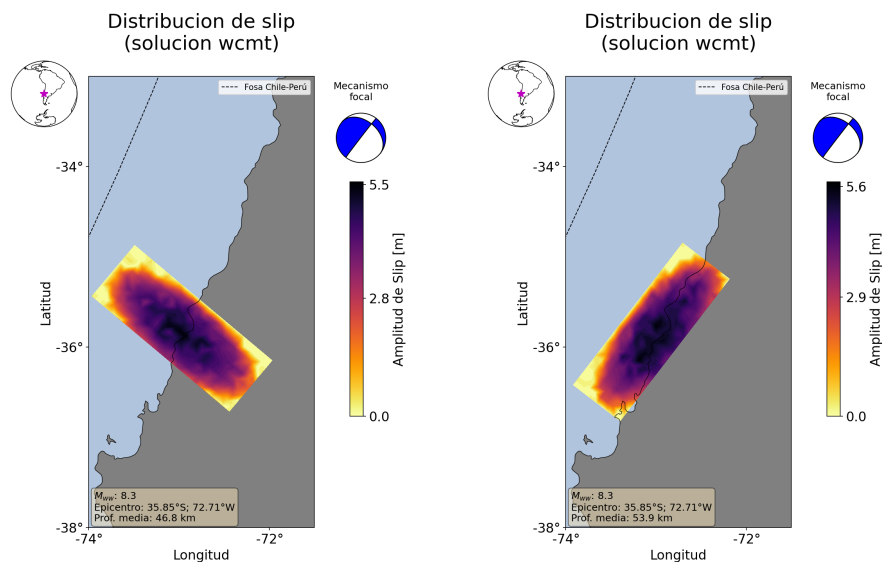 Distribucion de slip
(solucion wcmt)
Fosa Chile-Perú
Mecanismo
focal
-34°
-36°
-38°
-74°
-72°
Latitud
Longitud
5.5
2.8
0.0
Amplitud de Slip [m]
Mww: 8.3
Epicentro: 35.85°S; 72.71°W
Prof. media: 46.8 km
Distribucion de slip
(solucion wcmt)
Fosa Chile-Perú
Mecanismo
focal
-34°
-36°
-38°
-74°
-72°
Latitud
Longitud
5.6
2.9
0.0
Amplitud de Slip [m]
Mww: 8.3
Epicentro: 35.85°S; 72.71°W
Prof. media: 53.9 km